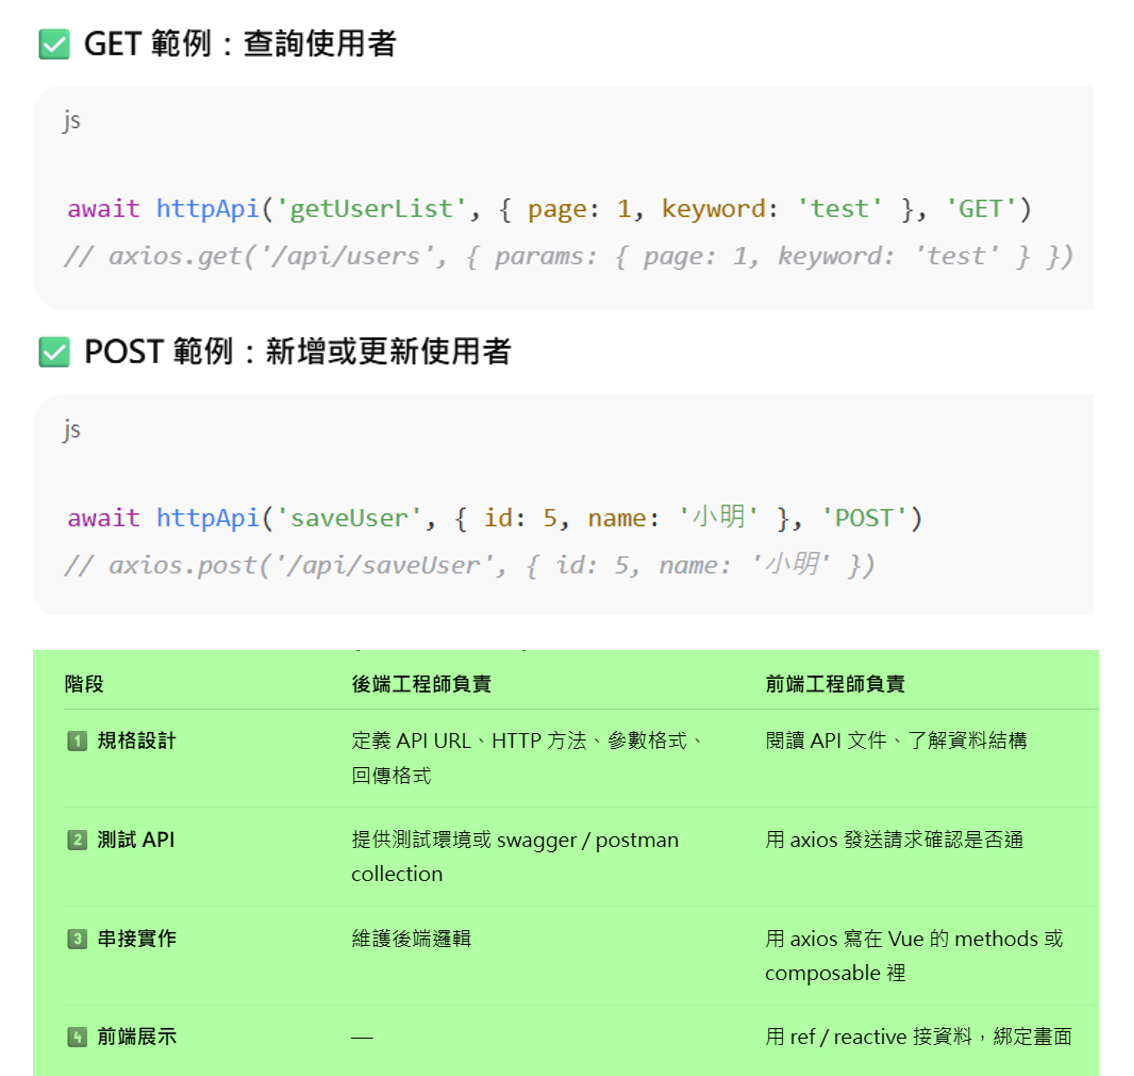 ✅ GET 範例：查詢使用者
js
await httpApi('getUserList', { page: 1, keyword: 'test' }, 'GET')
// axios.get('/api/users', { params: { page: 1, keyword: 'test' } })
✅ POST 範例：新增或更新使用者
js
await httpApi('saveUser', { id: 5, name: '小明' }, 'POST')
// axios.post('/api/saveUser', { id: 5, name: '小明' })
階段 後端工程師負責 前端工程師負責
1️⃣ 規格設計 定義 API URL、HTTP 方法、參數格式、 閱讀 API 文件、了解資料結構
回傳格式
2️⃣ 測試 API 提供測試環境或 swagger / postman 用 axios 發送請求確認是否通
collection
3️⃣ 串接實作 維護後端邏輯 用 axios 寫在 Vue 的 methods 或
composable 裡
4️⃣ 前端展示 — 用 ref / reactive 接資料，綁定畫面